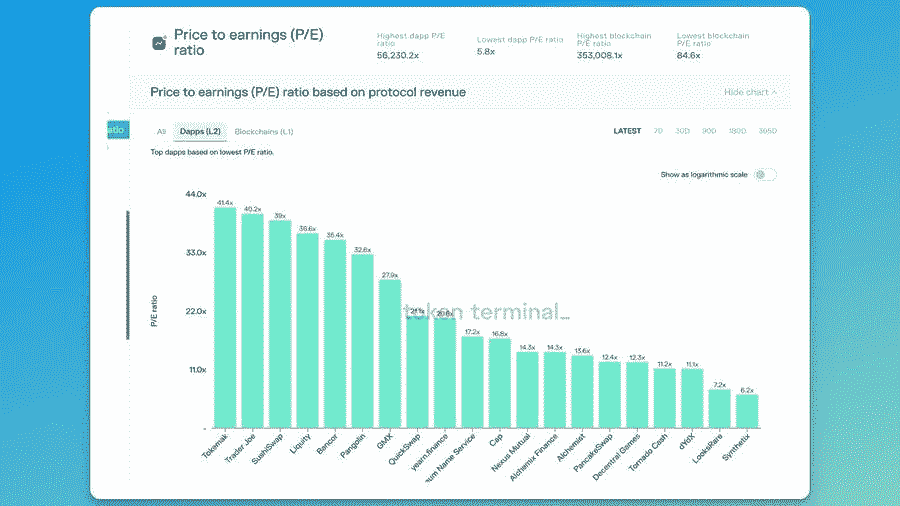 Price to earnings (P/E)
ratio
Highest dapp P/E
ratio
56,230.2x
Lowest dapp P/E ratio
5.8x
Highest blockchain
P/E ratio
353,008.1x
Lowest blockchain
P/E ratio
84.6x
Price to earnings (P/E) ratio based on protocol revenue
Hide chart
atio
All
Dapps (L2)
Blockchains (L1)
LATEST
7D
30D
90D
180D
365D
Top dapps based on lowest P/E ratio.
Show as logarithmic scale
44.0x
33.0x
22.0x
11.0x
-
P/E ratio
41.4x
40.2x
39x
36.6x
35.4x
32.6x
27.9x
17.2x
16.8x
14.3x
14.3x
13.6x
12.4x
12.3x
11.2x
11.1x
7.2x
6.2x
token terminal_
Tokemak
Trader Joe
SushiSwap
Liquity
Bancor
Pangolin
GMX
QuickSwap
yearn.finance
um Name Service
Cap
Nexus Mutual
Alchemix Finance
Alchemist
PancakeSwap
Decentral Games
Tornado Cash
dYdX
LooksRare
Synthetix